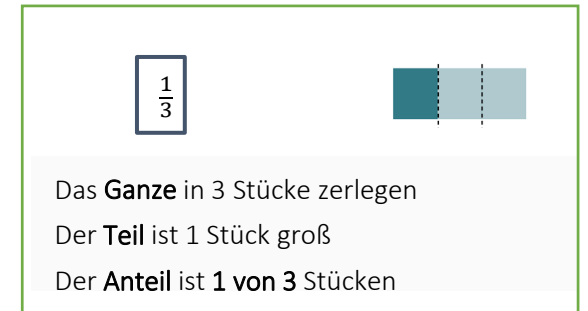 1/3
Das Ganze in 3 Stücke zerlegen
Der Teil ist 1 Stück groß
Der Anteil ist 1 von 3 Stücken